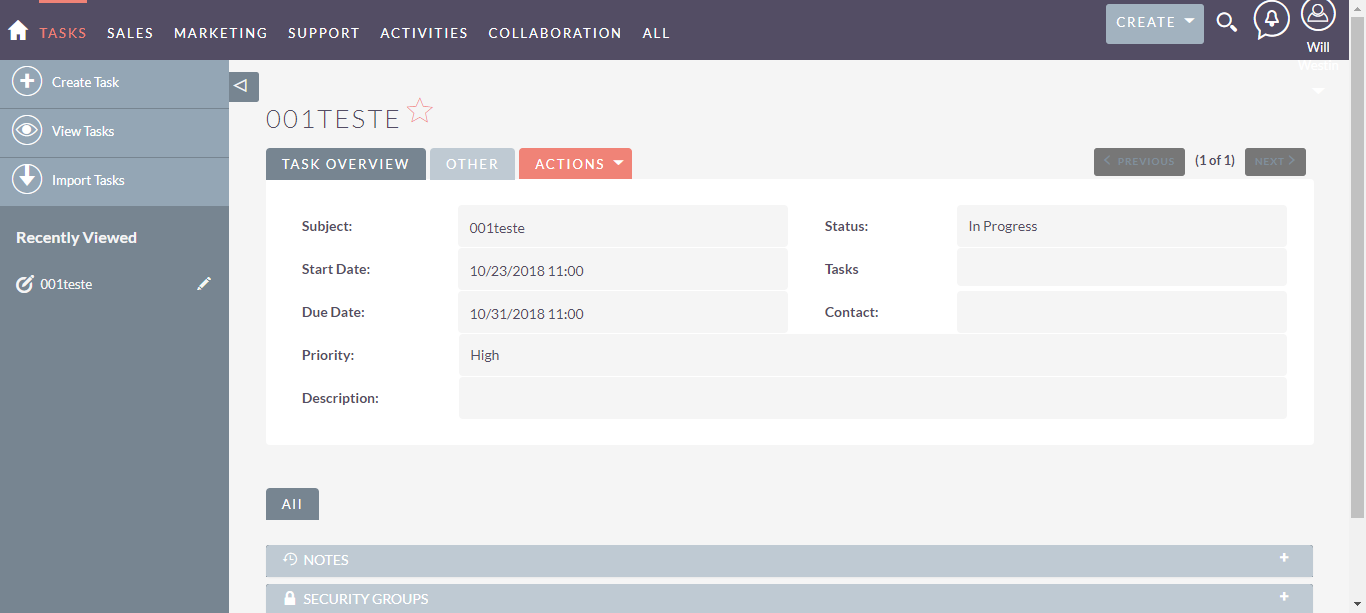 TASKS SALES MARKETING SUPPORT ACTIVITIES COLLABORATION ALL CREATE
Will
Create Task
View Tasks
Import Tasks
Recently Viewed
001teste
001TESTE
TASK OVERVIEW OTHER ACTIONS PREVIOUS (1 of 1) NEXT
Subject: 001teste Status: In Progress
Start Date: 10/23/2018 11:00 Tasks
Due Date: 10/31/2018 11:00 Contact:
Priority: High
Description:
All
NOTES +
SECURITY GROUPS +